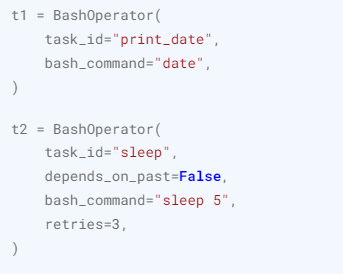 t1 = BashOperator(
    task_id="print_date",
    bash_command="date",
)
t2 = BashOperator(
    task_id="sleep",
    depends_on_past=False,
    bash_command="sleep 5",
    retries=3,
)